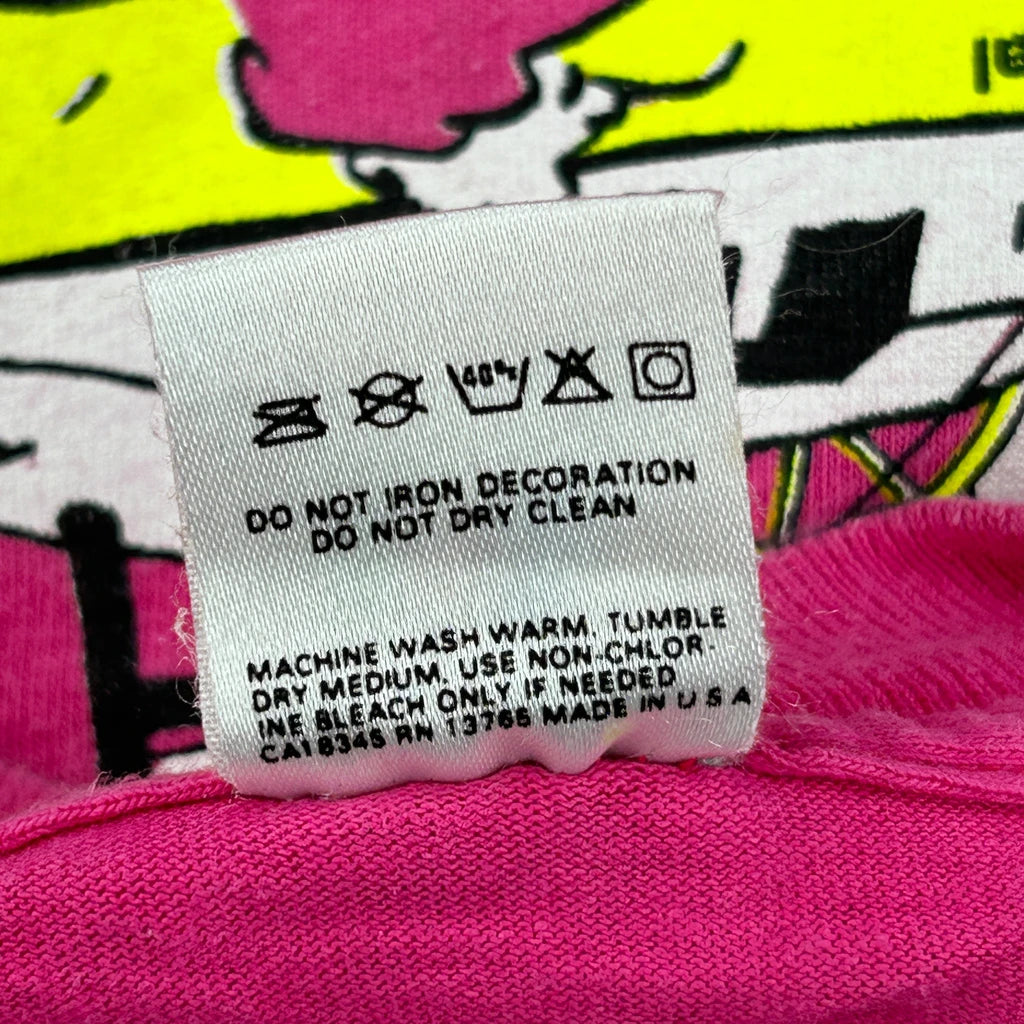 40°c
DO NOT IRON DECORATION
DO NOT DRY CLEAN
MACHINE WASH WARM, TUMBLE
DRY MEDIUM, USE NON-CHLOR-
INE BLEACH ONLY IF NEEDED
CA18345 RN 13765 MADE IN U S A